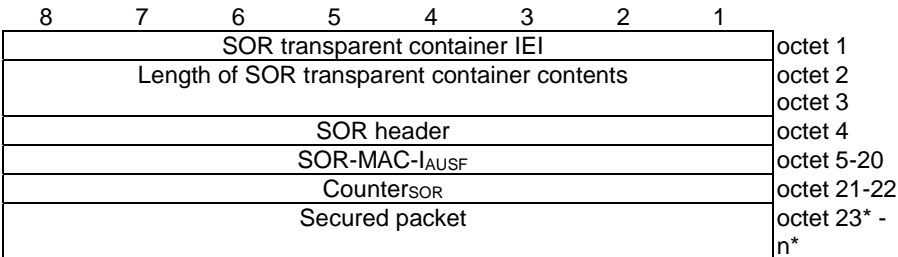 8 7 6 5 4 3 2 1
SOR transparent container IEI octet 1
Length of SOR transparent container contents octet 2
octet 3
SOR header octet 4
SOR-MAC-IAUSF octet 5-20
CounterSOR octet 21-22
Secured packet octet 23* -
n*